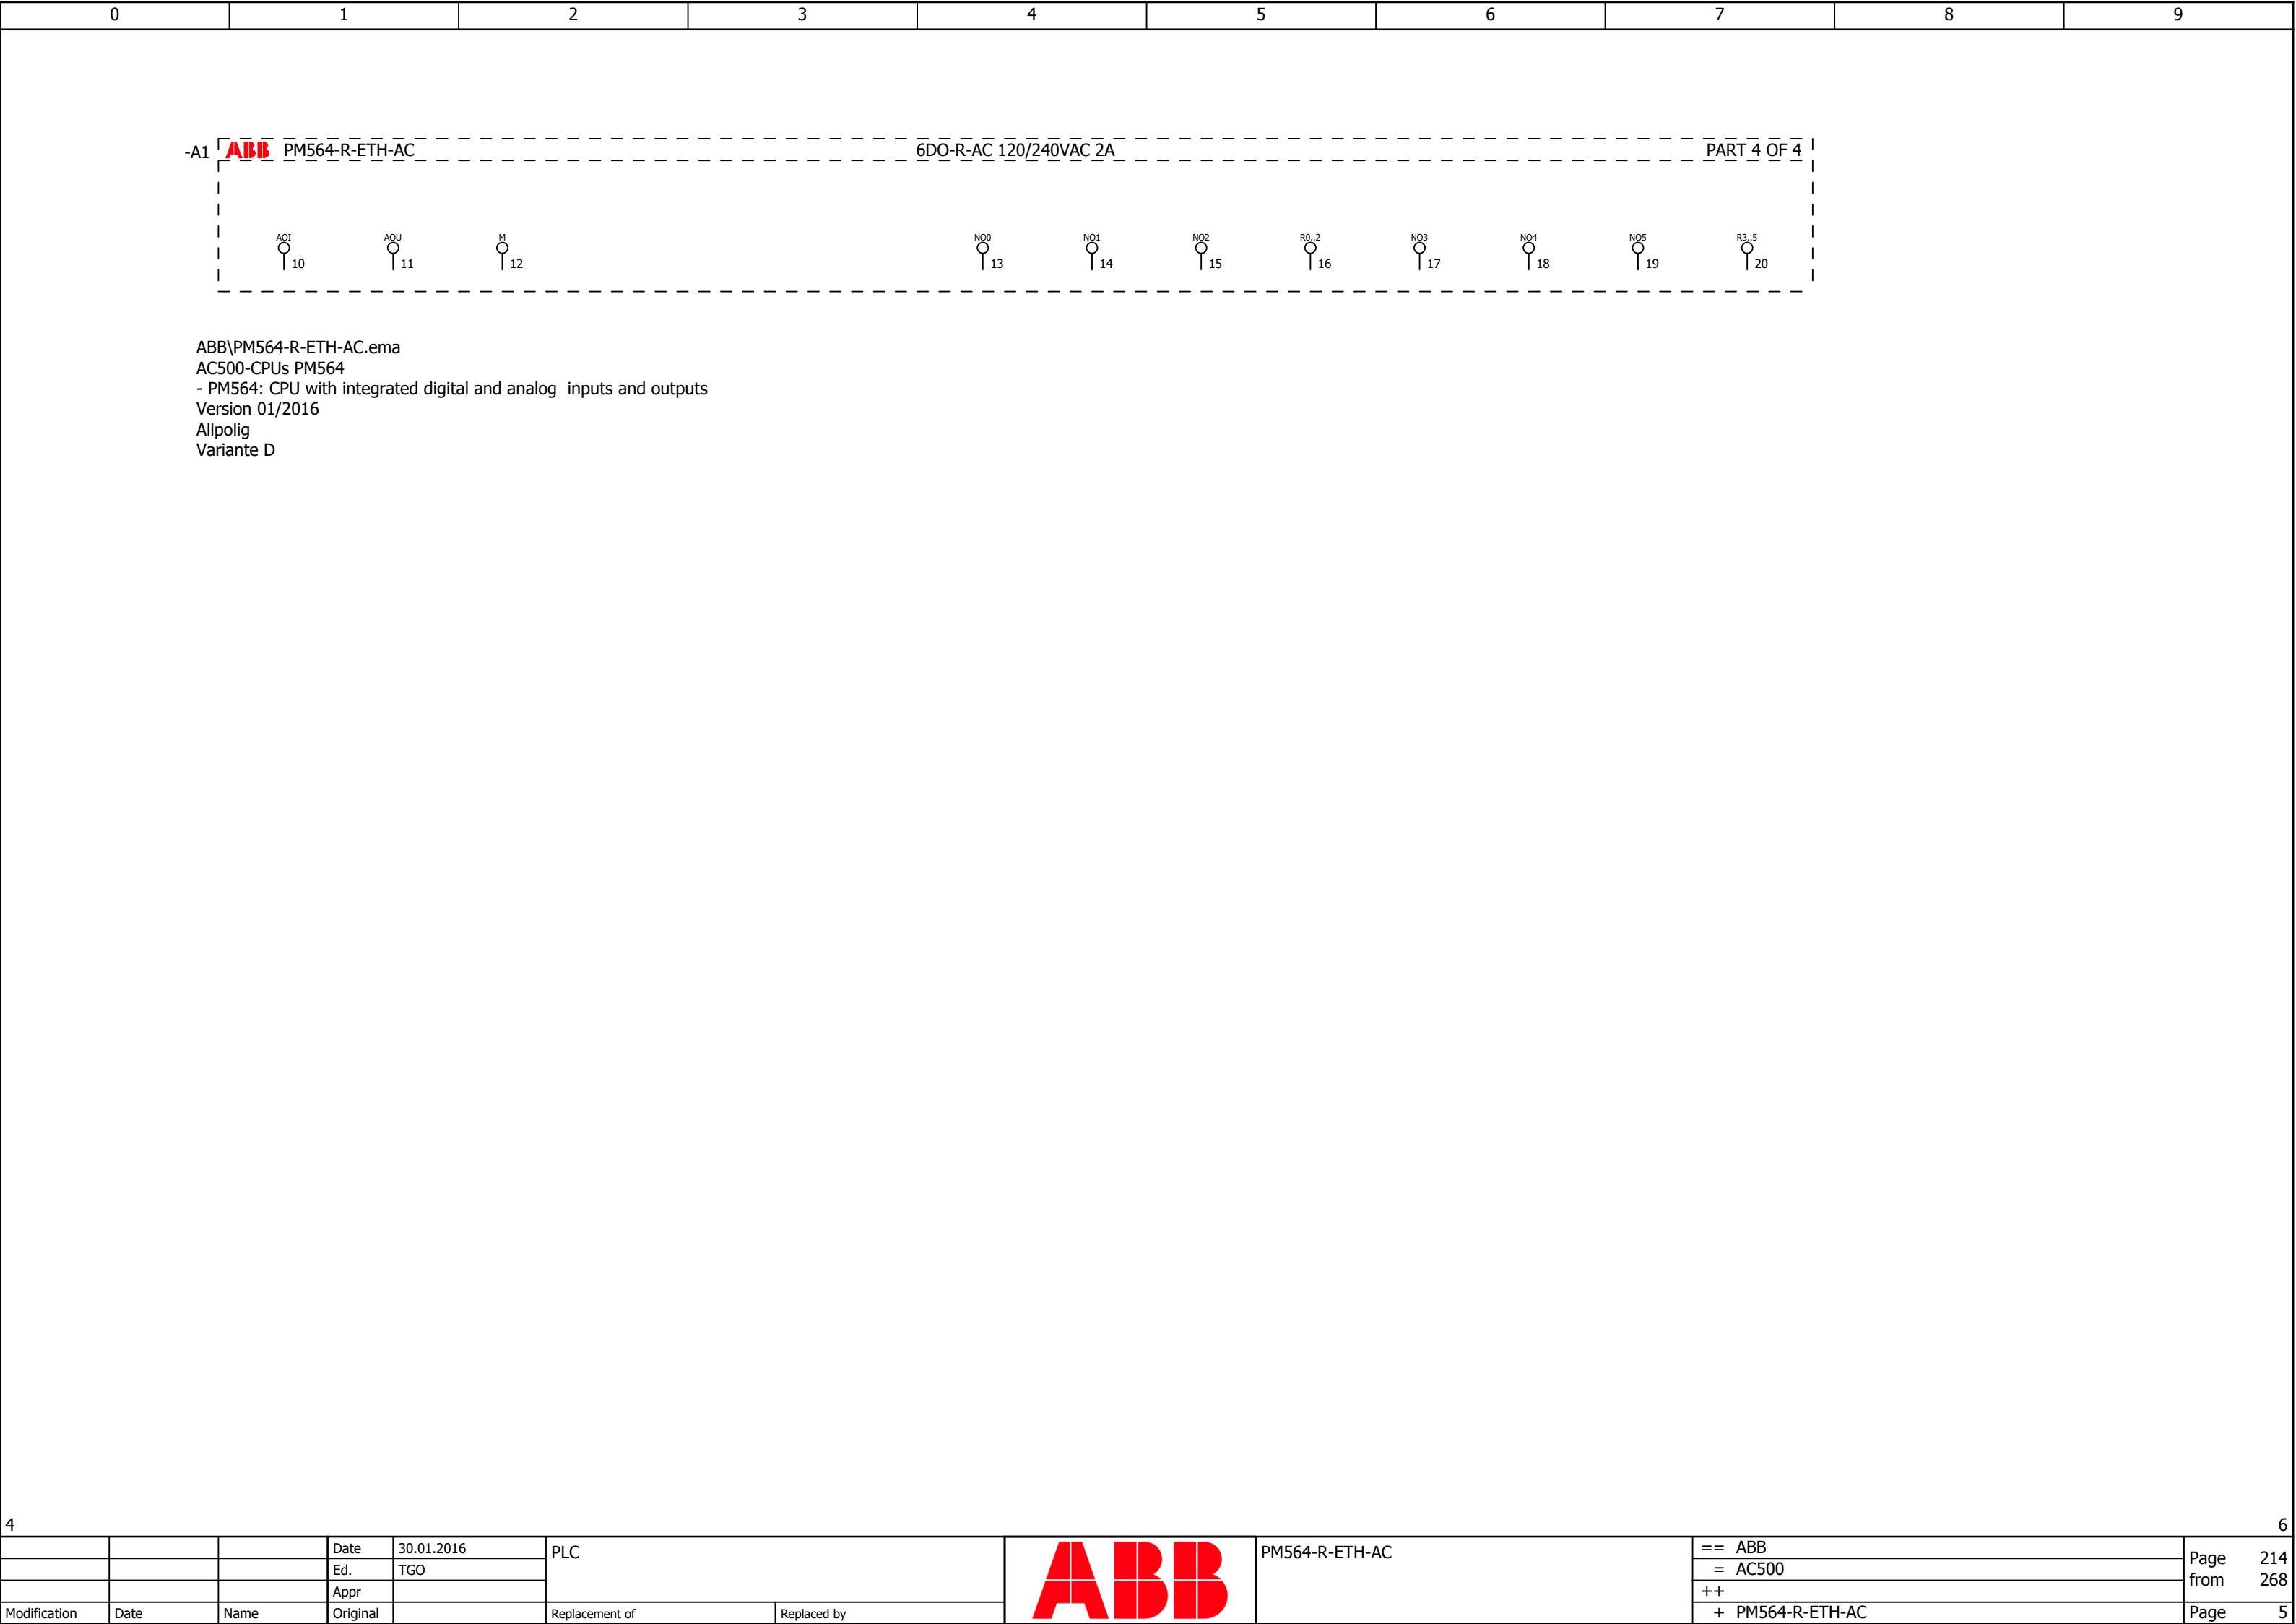 0 1 2 3 4 5 6 7 8 9
-A1 ABB PM564-R-ETH-AC 6DO-R-AC 120/240VAC 2A PART 4 OF 4
AOI AOU M NO0 NO1 NO2 R0..2 NO3 NO4 NO5 R3..5
10 11 12 13 14 15 16 17 18 19 20
ABB\PM564-R-ETH-AC.ema
AC500-CPUs PM564
- PM564: CPU with integrated digital and analog  inputs and outputs
Version 01/2016
Allpolig
Variante D
4 6
Date 30.01.2016 PLC ABB PM564-R-ETH-AC == ABB Page 214
Ed. TGO = AC500 from 268
Appr ++
Modification Date Name Original Replacement of Replaced by + PM564-R-ETH-AC Page 5